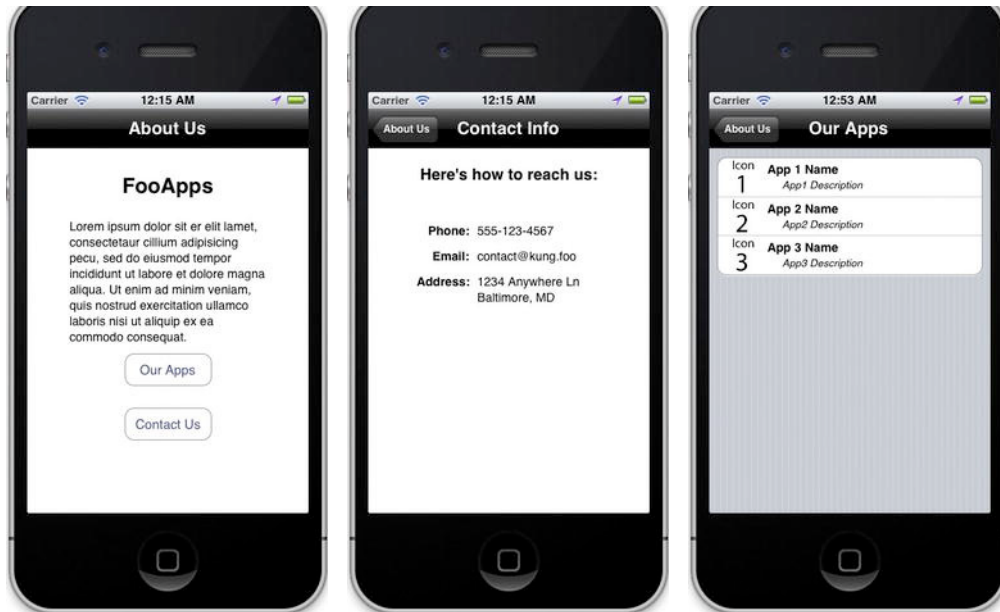 Carrier 12:15 AM
About Us
FooApps
Lorem ipsum dolor sit er elit lamet,
consectetaur cillium adipisicing
pecu, sed do eiusmod tempor
incididunt ut labore et dolore magna
aliqua. Ut enim ad minim veniam,
quis nostrud exercitation ullamco
laboris nisi ut aliquip ex ea
commodo consequat.
Our Apps
Contact Us
Carrier 12:15 AM
About Us Contact Info
Here's how to reach us:
Phone: 555-123-4567
Email: contact@kung.foo
Address: 1234 Anywhere Ln
Baltimore, MD
Carrier 12:53 AM
About Us Our Apps
Icon 1 App 1 Name
App1 Description
Icon 2 App 2 Name
App2 Description
Icon 3 App 3 Name
App3 Description